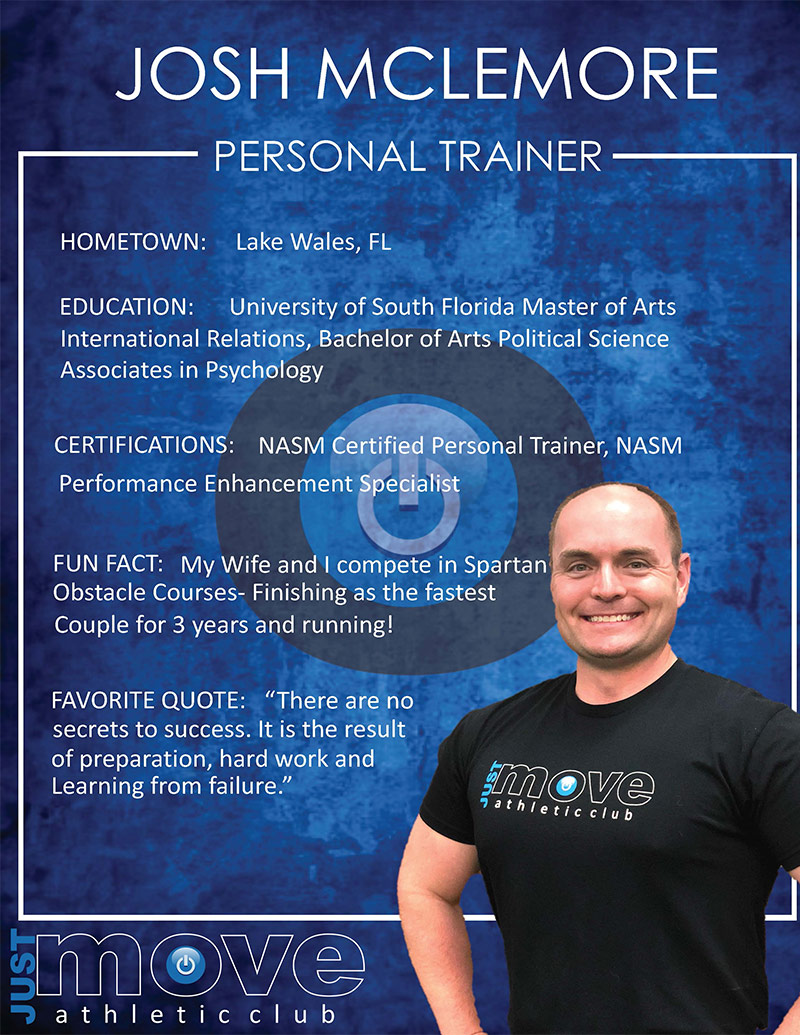 JOSH MCLEMORE
PERSONAL TRAINER
HOMETOWN: Lake Wales, FL
EDUCATION: University of South Florida Master of Arts
International Relations, Bachelor of Arts Political Science
Associates in Psychology
CERTIFICATIONS: NASM Certified Personal Trainer, NASM
Performance Enhancement Specialist
FUN FACT: My Wife and I compete in Spartan
Obstacle Courses- Finishing as the fastest
Couple for 3 years and running!
FAVORITE QUOTE: “There are no
secrets to success. It is the result
of preparation, hard work and
Learning from failure.”
JUST move
athletic club
JUST move
athletic club